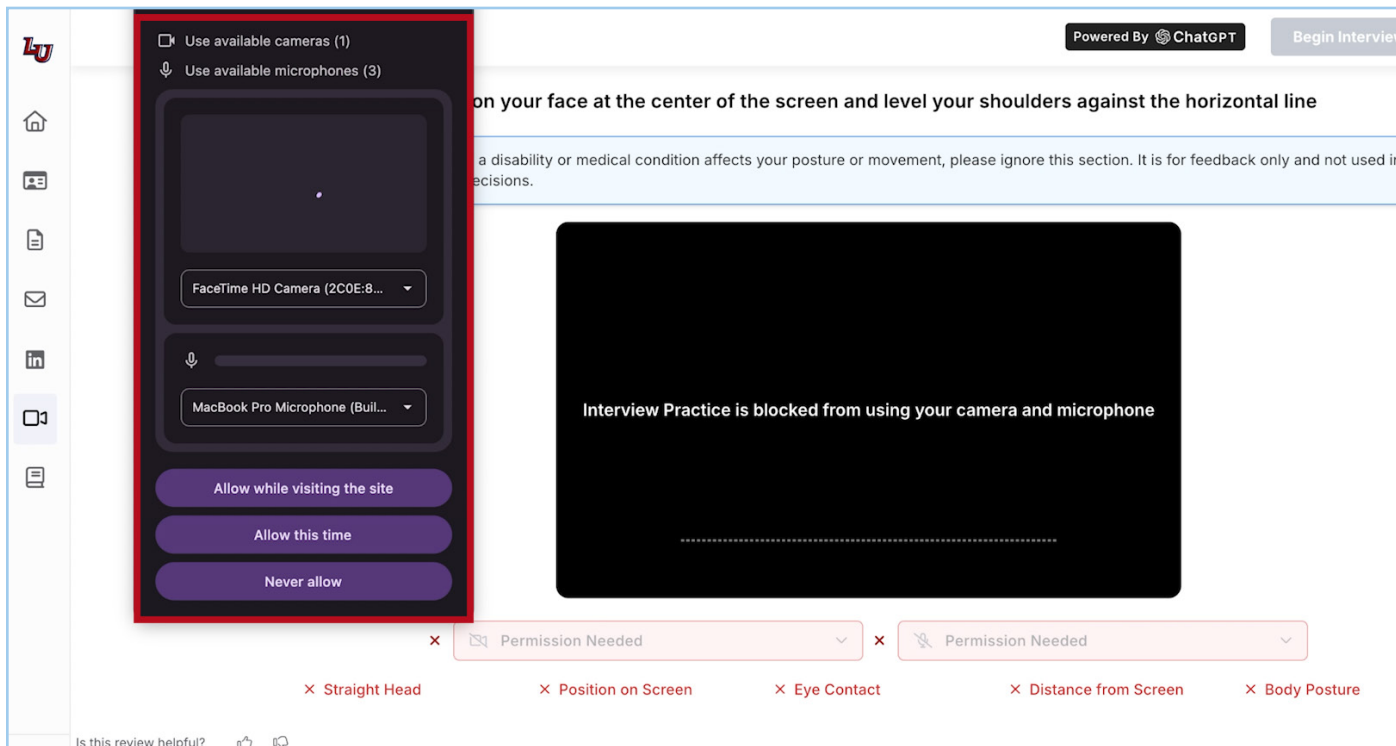 LU
Use available cameras (1)
Use available microphones (3)
FaceTime HD Camera (2C0E:8...
MacBook Pro Microphone (Buil...
Allow while visiting the site
Allow this time
Never allow
Powered By ChatGPT
Begin Interview
on your face at the center of the screen and level your shoulders against the horizontal line
a disability or medical condition affects your posture or movement, please ignore this section. It is for feedback only and not used in
ecisions.
Interview Practice is blocked from using your camera and microphone
Permission Needed
Permission Needed
Straight Head
Position on Screen
Eye Contact
Distance from Screen
Body Posture
Is this review helpful?